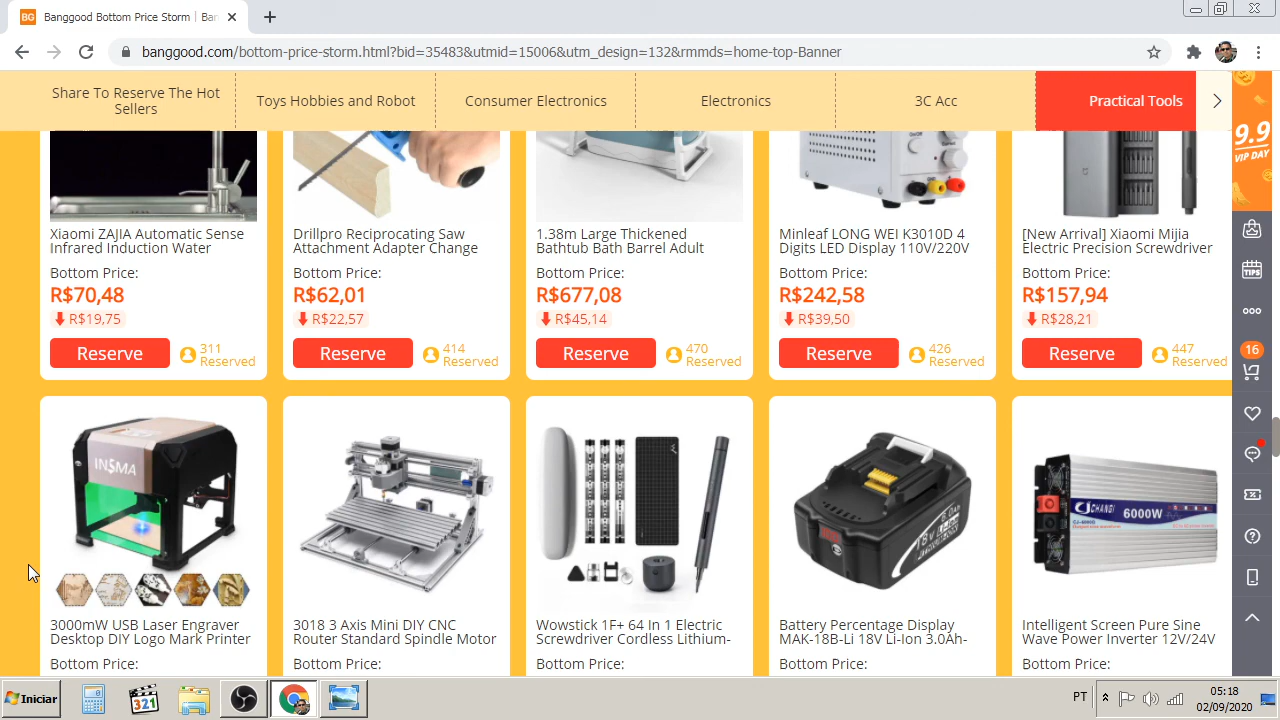 Banggood Bottom Price Storm | Ban
banggood.com/bottom-price-storm.html?bid=35483&utmid=15006&utm_design=132&rmmds=home-top-Banner
Share To Reserve The Hot
Sellers
Toys Hobbies and Robot
Consumer Electronics
Electronics
3C Acc
Practical Tools
9.9
VIP DAY
Xiaomi ZAJIA Automatic Sense
Infrared Induction Water
Bottom Price:
R$70,48
R$19,75
Reserve
311
Reserved
Drillpro Reciprocating Saw
Attachment Adapter Change
Bottom Price:
R$62,01
R$22,57
Reserve
414
Reserved
1.38m Large Thickened
Bathtub Bath Barrel Adult
Bottom Price:
R$677,08
R$45,14
Reserve
470
Reserved
Minleaf LONG WEI K3010D 4
Digits LED Display 110V/220V
Bottom Price:
R$242,58
R$39,50
Reserve
426
Reserved
[New Arrival] Xiaomi Mijia
Electric Precision Screwdriver
Bottom Price:
R$157,94
R$28,21
Reserve
447
Reserved
TIPS
16
INSMA
3000mW USB Laser Engraver
Desktop DIY Logo Mark Printer
Bottom Price:
3018 3 Axis Mini DIY CNC
Router Standard Spindle Motor
Bottom Price:
Wowstick 1F+ 64 In 1 Electric
Screwdriver Cordless Lithium-
Bottom Price:
18V
Li-Ion
Battery Percentage Display
MAK-18B-Li 18V Li-Ion 3.0Ah-
Bottom Price:
CHANGI
6000W
Intelligent Screen Pure Sine
Wave Power Inverter 12V/24V
Bottom Price:
Iniciar
321
PT
05:18
02/09/2020